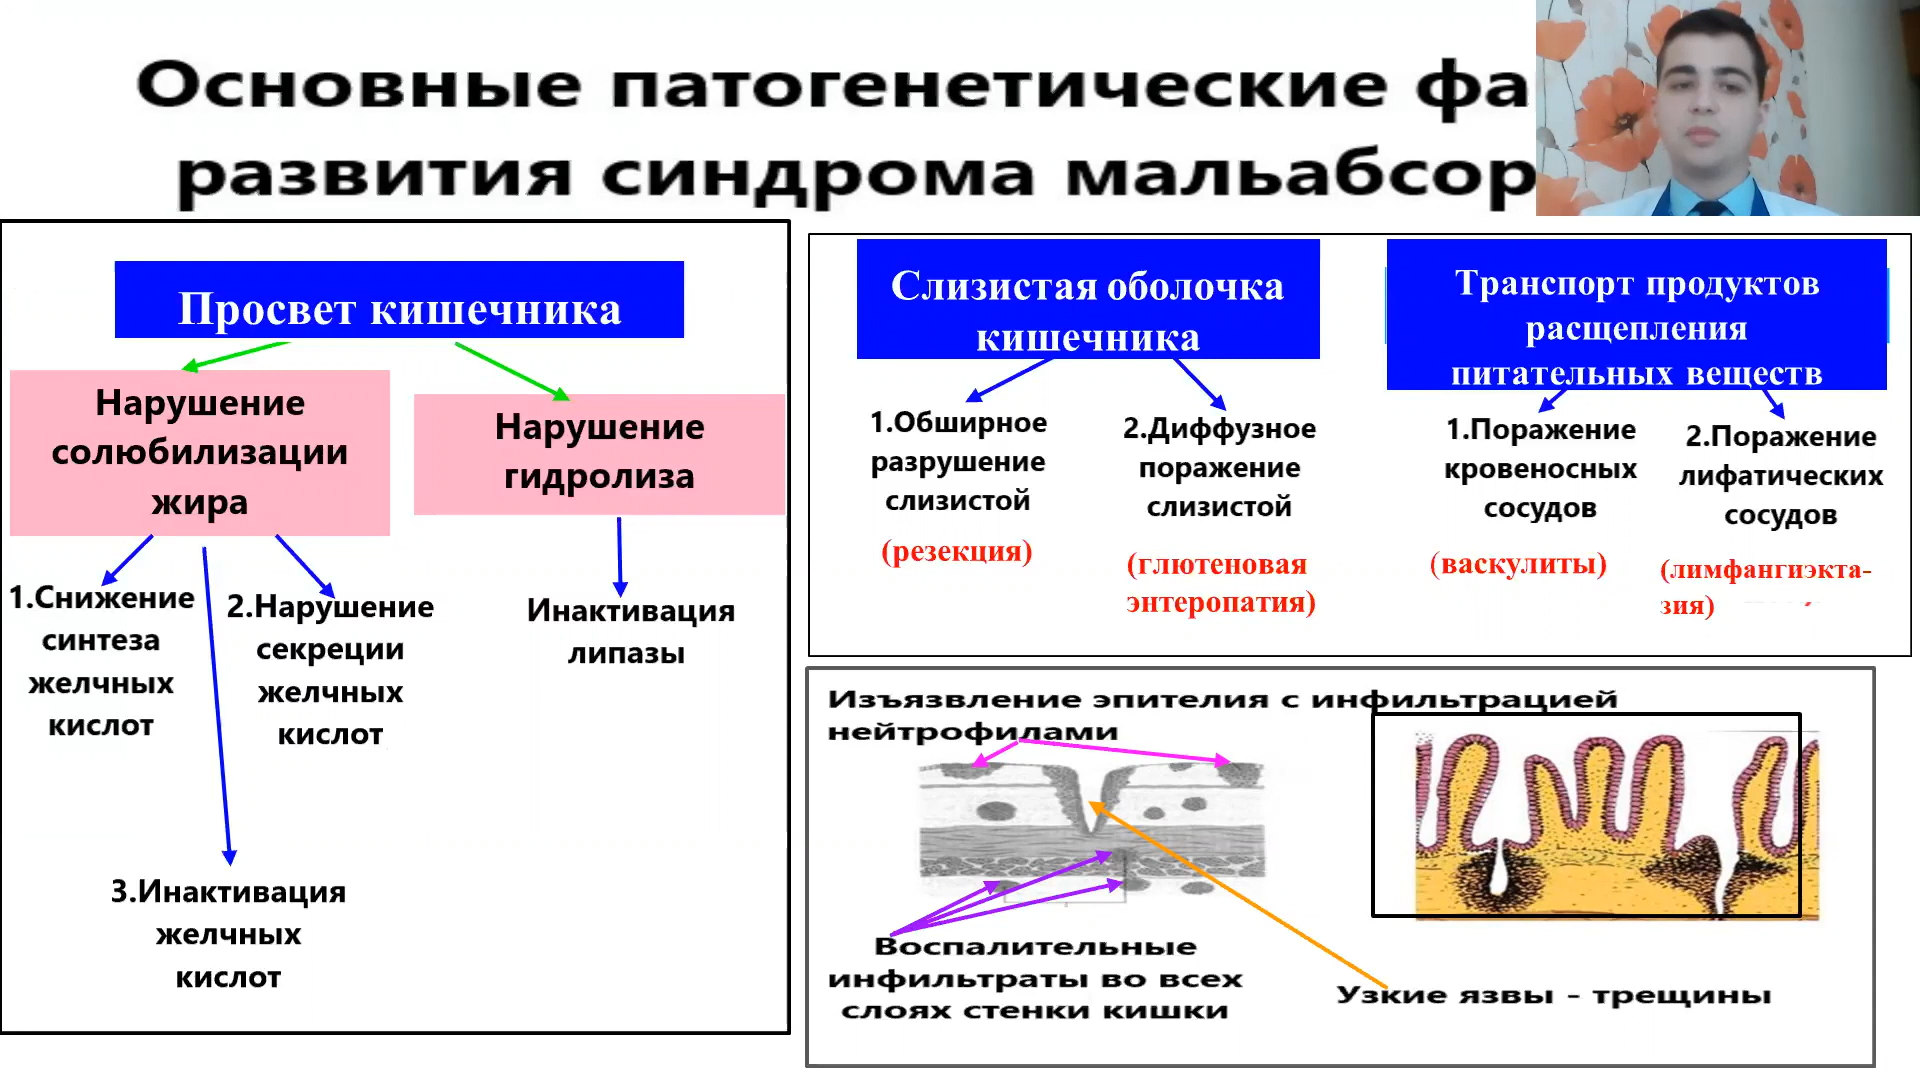 Основные патогенетические фа
развития синдрома мальабсор
Просвет кишечника
Нарушение
солюбилизации
жира
Нарушение
гидролиза
1.Снижение
синтеза
желчных
кислот
2.Нарушение
секреции
желчных
кислот
Инактивация
липазы
3.Инактивация
желчных
кислот
Слизистая оболочка
кишечника
1.Обширное
разрушение
слизистой
(резекция)
2.Диффузное
поражение
слизистой
(глютеновая
энтеропатия)
Транспорт продуктов
расщепления
питательных веществ
1.Поражение
кровеносных
сосудов
(васкулиты)
2.Поражение
лифатических
сосудов
(лимфангиэкта-
зия)
Изъязвление эпителия с инфильтрацией
нейтрофилами
Воспалительные
инфильтраты во всех
слоях стенки кишки
Узкие язвы - трещины